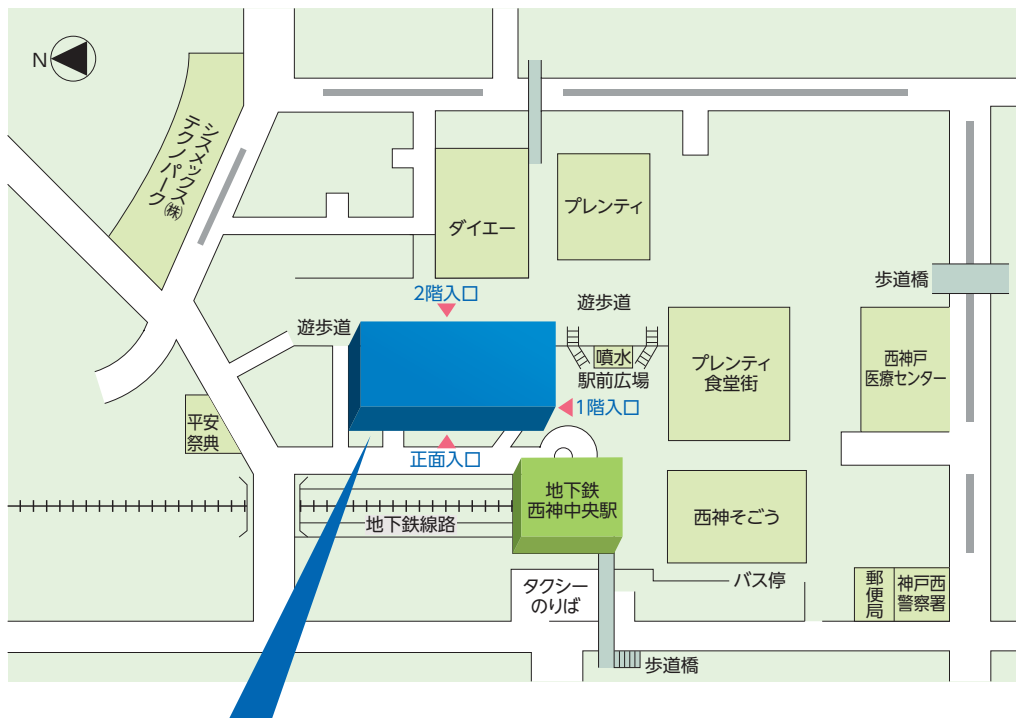 N
シスメックス㈱
テクノパーク
ダイエー
プレンティ
歩道橋
2階入口
遊歩道
遊歩道
噴水
駅前広場
プレンティ
食堂街
西神戸
医療センター
1階入口
平安
祭典
正面入口
地下鉄
西神中央駅
西神そごう
地下鉄線路
タクシー
のりば
バス停
郵便局
神戸西
警察署
歩道橋